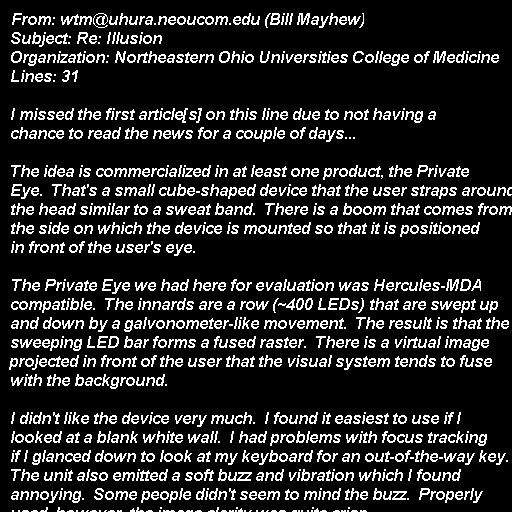 From: wtm@uhura.neoucom.edu (Bill Mayhew)
Subject: Re: Illusion
Organization: Northeastern Ohio Universities College of Medicine
Lines: 31

I missed the first article[s] on this line due to not having a
chance to read the news for a couple of days...

The idea is commercialized in at least one product, the Private
Eye.  That's a small cube-shaped device that the user straps around
the head similar to a sweat band.  There is a boom that comes from
the side on which the device is mounted so that it is positioned
in front of the user's eye.

The Private Eye we had here for evaluation was Hercules-MDA
compatible.  The innards are a row (~400 LEDs) that are swept up
and down by a galvonometer-like movement.  The result is that the
sweeping LED bar forms a fused raster.  There is a virtual image
projected in front of the user that the visual system tends to fuse
with the background.

I didn't like the device very much.  I found it easiest to use if I
looked at a blank white wall.  I had problems with focus tracking
if I glanced down to look at my keyboard for an out-of-the-way key.
The unit also emitted a soft buzz and vibration which I found
annoying.  Some people didn't seem to mind the buzz.  Properly
used, however, the image clarity was quite crisp.